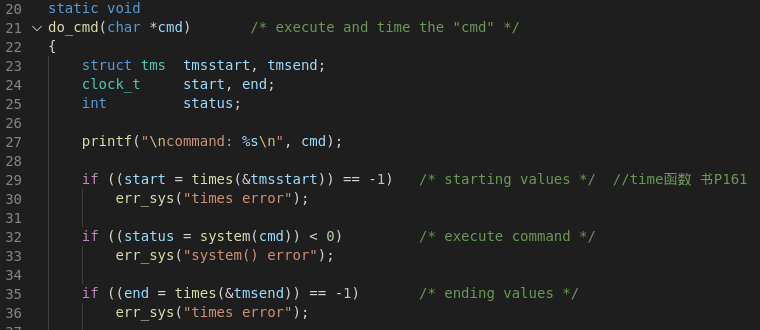 20 static void
21 do_cmd(char *cmd) /* execute and time the "cmd" */
22 {
23 struct tms tmsstart, tmsend;
24 clock_t start, end;
25 int status;
26
27 printf("\ncommand: %s\n", cmd);
28
29 if ((start = times(&tmsstart)) == -1) /* starting values */ //time函数 书P161
30 err_sys("times error");
31
32 if ((status = system(cmd)) < 0) /* execute command */
33 err_sys("system() error");
34
35 if ((end = times(&tmsend)) == -1) /* ending values */
36 err_sys("times error");